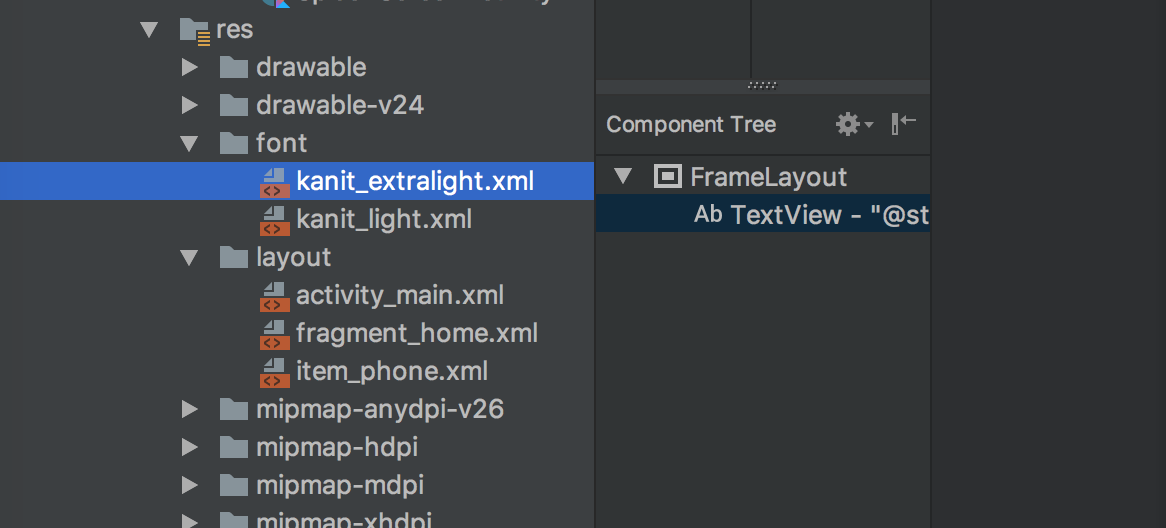 res
drawable
drawable-v24
font
kanit_extralight.xml
kanit_light.xml
layout
activity_main.xml
fragment_home.xml
item_phone.xml
mipmap-anydpi-v26
mipmap-hdpi
mipmap-mdpi
mipmap-xhdpi
Component Tree
FrameLayout
Ab TextView - "@st